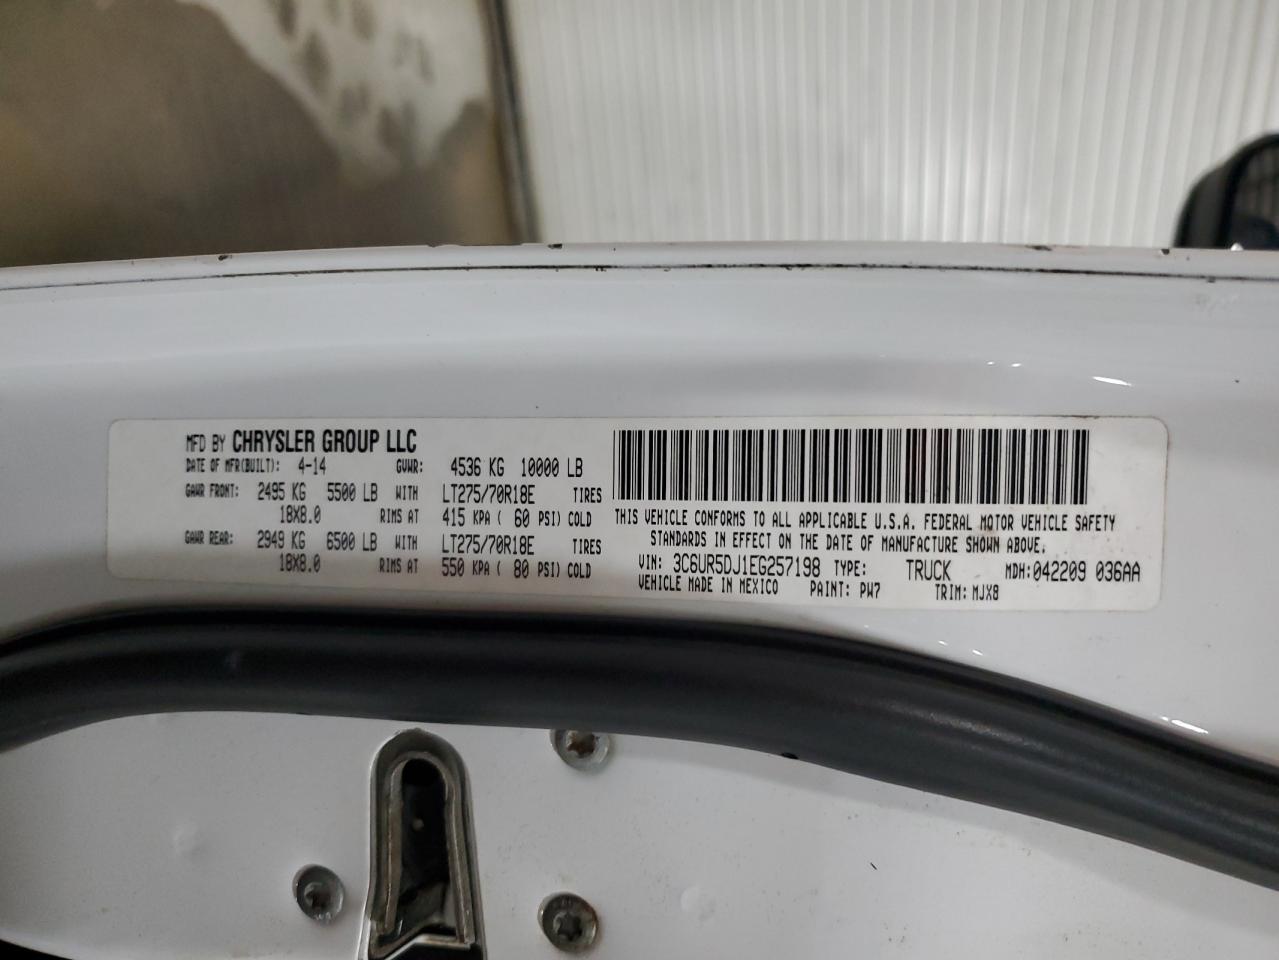 MFD BY CHRYSLER GROUP LLC
DATE OF MFR(BUILT): 4-14 GVWR: 4536 KG 10000 LB
GAWR FRONT: 2495 KG 5500 LB WITH LT275/70R18E TIRES
18X8.0 RIMS AT 415 KPA ( 60 PSI) COLD
GAWR REAR: 2949 KG 6500 LB WITH LT275/70R18E TIRES
18X8.0 RIMS AT 550 KPA ( 80 PSI) COLD
THIS VEHICLE CONFORMS TO ALL APPLICABLE U.S.A. FEDERAL MOTOR VEHICLE SAFETY
STANDARDS IN EFFECT ON THE DATE OF MANUFACTURE SHOWN ABOVE.
VIN: 3C6UR5DJ1EG257198 TYPE: TRUCK MDH: 042209 036AA
VEHICLE MADE IN MEXICO PAINT: PW7 TRIM: MJX8